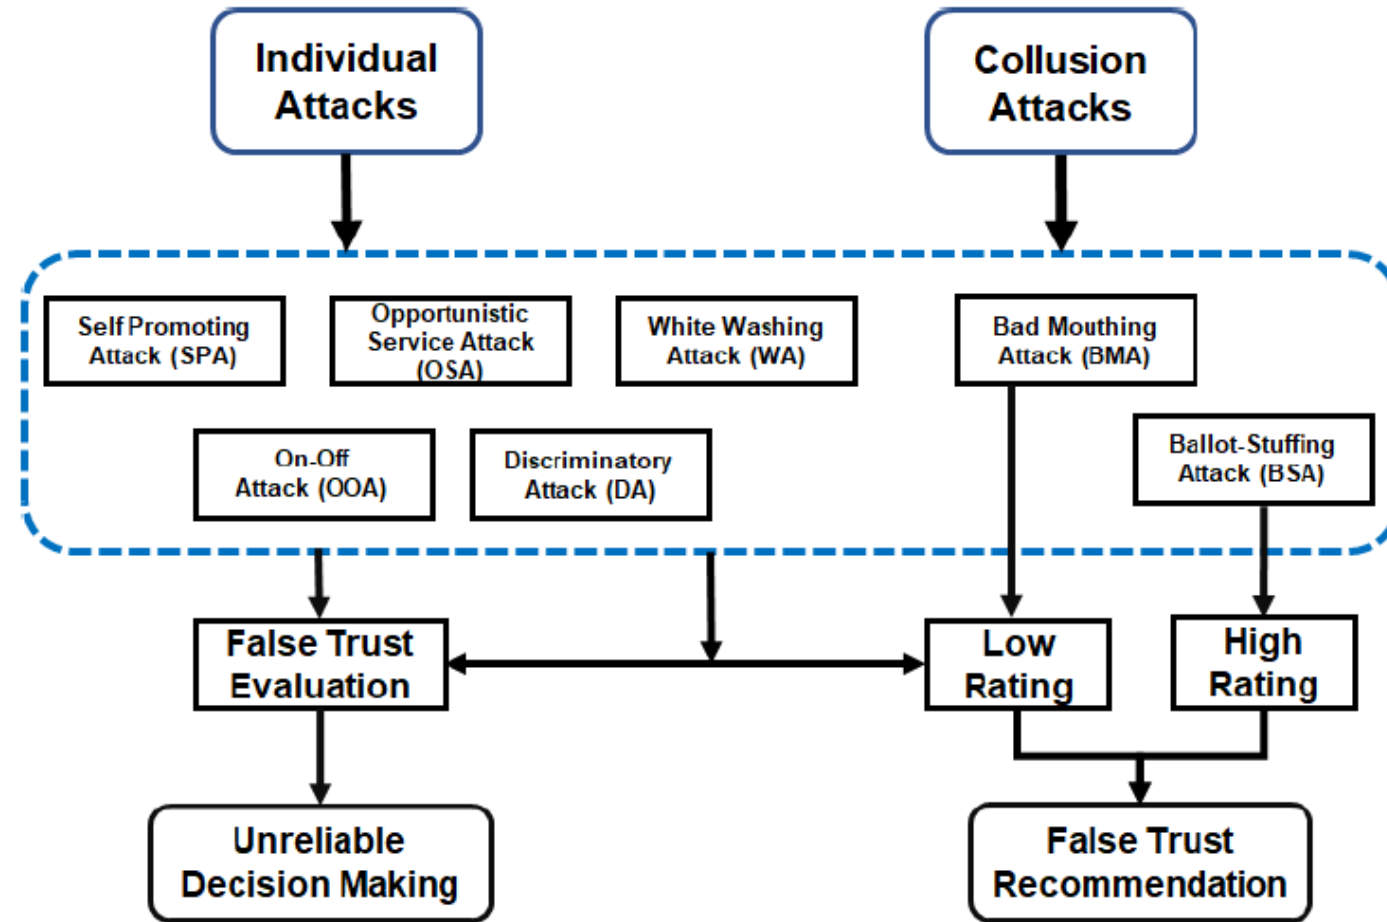 Individual
Attacks
Collusion
Attacks
Self Promoting
Attack (SPA)
Opportunistic
Service Attack
(OSA)
White Washing
Attack (WA)
Bad Mouthing
Attack (BMA)
On-Off
Attack (OOA)
Discriminatory
Attack (DA)
Ballot-Stuffing
Attack (BSA)
False Trust
Evaluation
Low
Rating
High
Rating
Unreliable
Decision Making
False Trust
Recommendation